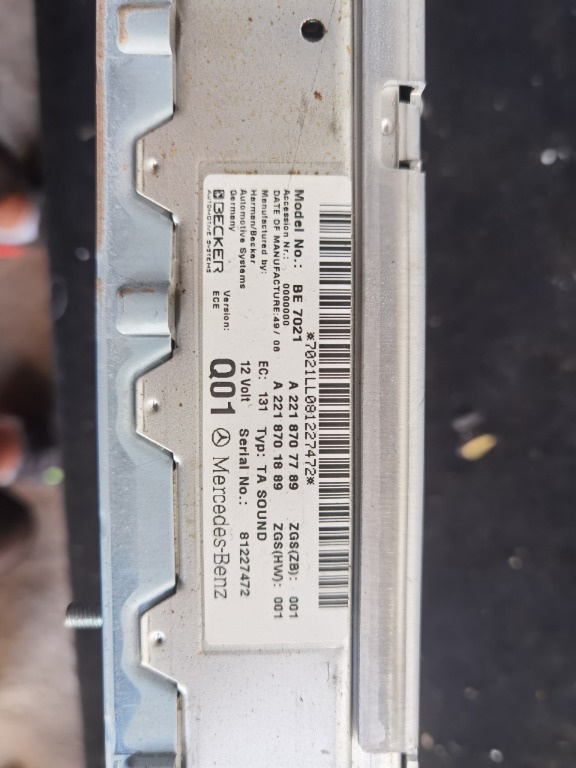 *7021LL081227472*
Model No.: BE 7021 A 221 870 77 89 ZGS(ZB): 001
Accession Nr.: 0000000 A 221 870 18 89 ZGS(HW): 001
DATE OF MANUFACTURE: 49 / 08
Manufactured by: EC: 131 Typ: TA SOUND
Harman/Becker
Automotive Systems 12 Volt Serial No.: 81227472
Germany Version: Q01 Mercedes-Benz
BECKER ECE
AUTOMOTIVE SYSTEMS